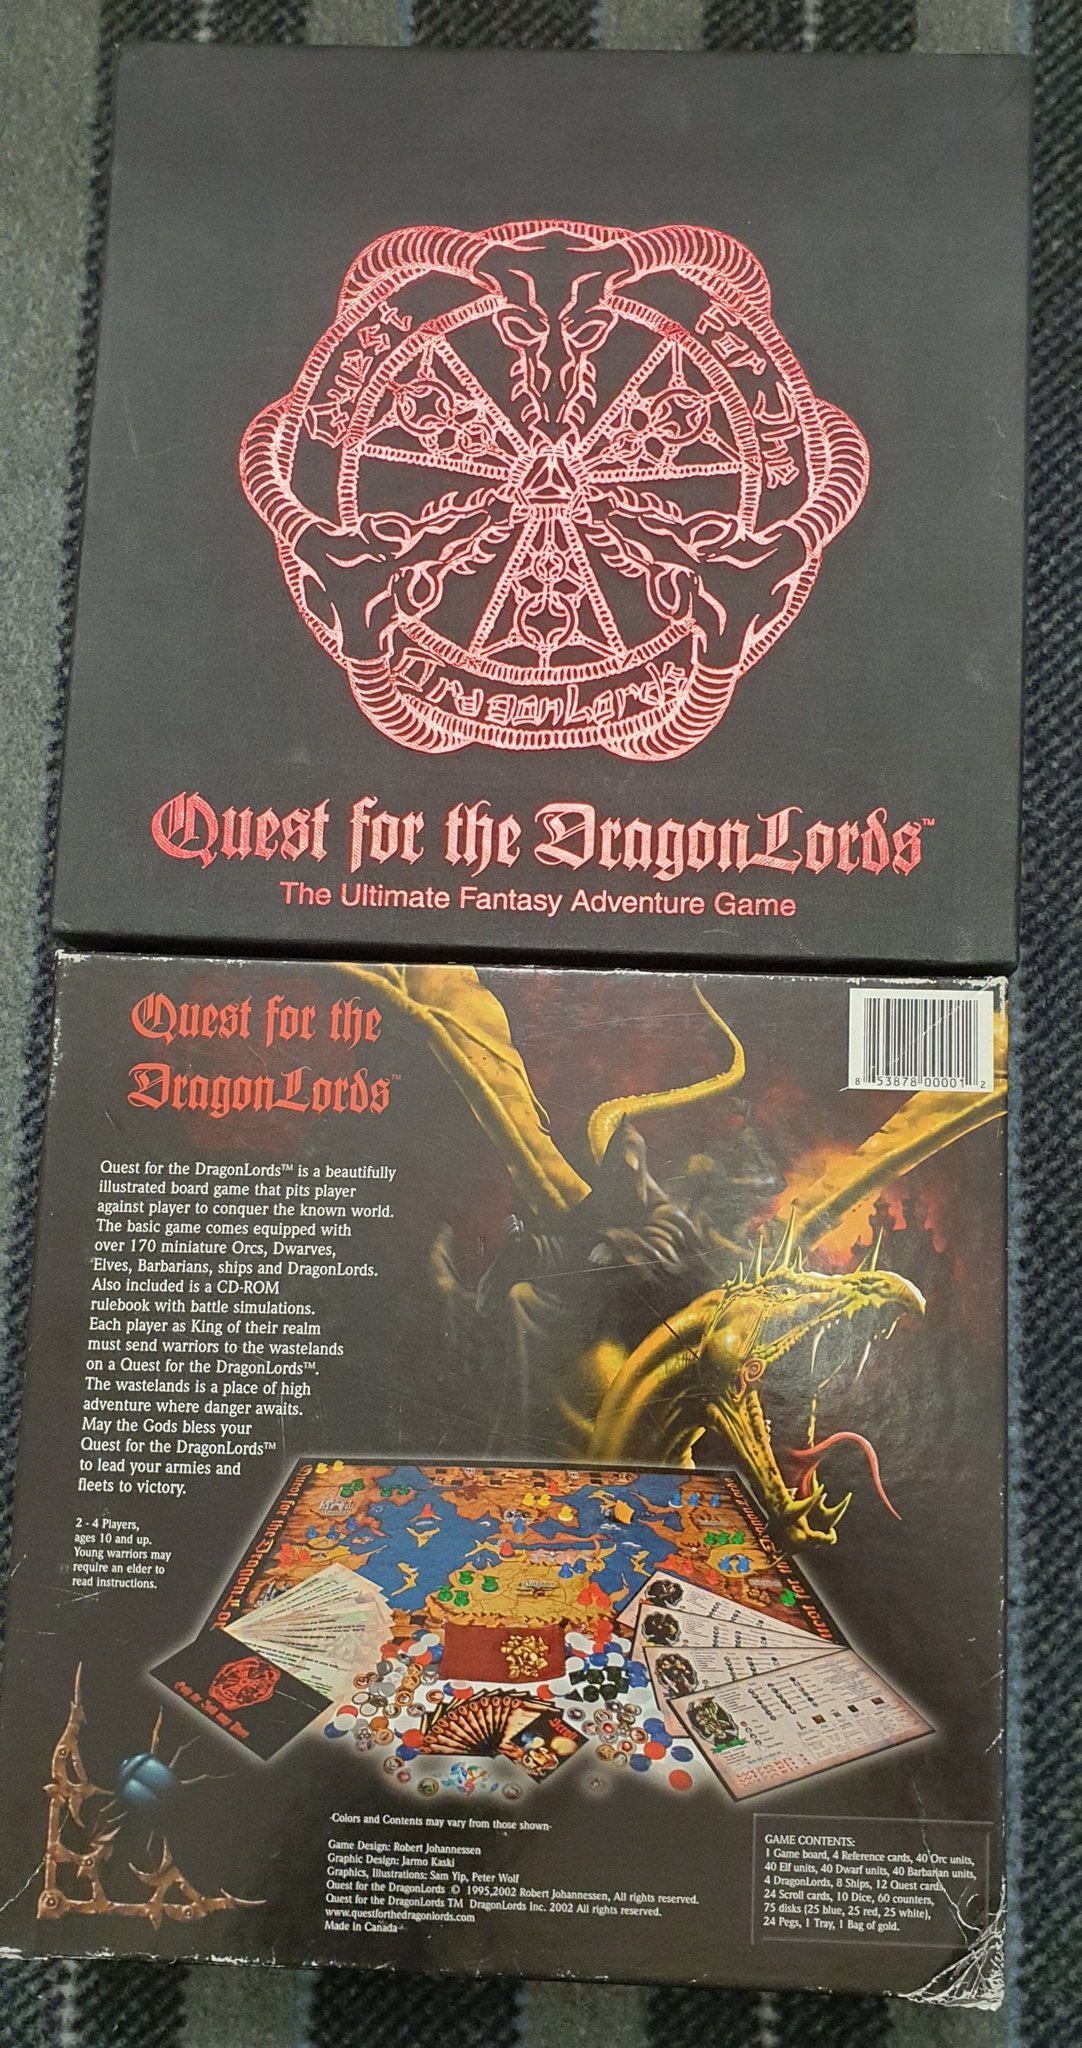 Quest
For The
DragonLords
Quest for the DragonLords™
The Ultimate Fantasy Adventure Game
Quest for the
DragonLords™
8 53878 00001 2
Quest for the DragonLords™ is a beautifully
illustrated board game that pits player
against player to conquer the known world.
The basic game comes equipped with
over 170 miniature Orcs, Dwarves,
Elves, Barbarians, ships and DragonLords.
Also included is a CD-ROM
rulebook with battle simulations.
Each player as King of their realm
must send warriors to the wastelands
on a Quest for the DragonLords™.
The wastelands is a place of high
adventure where danger awaits.
May the Gods bless your
Quest for the DragonLords™
to lead your armies and
fleets to victory.
2 - 4 Players,
ages 10 and up.
Young warriors may
require an elder to
read instructions.
-Colors and Contents may vary from those shown-
Game Design: Robert Johannessen
Graphic Design: Jarmo Kaski
Graphics, Illustrations: Sam Yip, Peter Wolf
Quest for the DragonLords © 1995,2002 Robert Johannessen, All rights reserved.
Quest for the DragonLords TM DragonLords Inc. 2002 All rights reserved.
www.questforthedragonlords.com
Made in Canada
GAME CONTENTS:
1 Game board, 4 Reference cards, 40 Orc units,
40 Elf units, 40 Dwarf units, 40 Barbarian units,
4 DragonLords, 8 Ships, 12 Quest cards,
24 Scroll cards, 10 Dice, 60 counters,
75 disks (25 blue, 25 red, 25 white),
24 Pegs, 1 Tray, 1 Bag of gold.